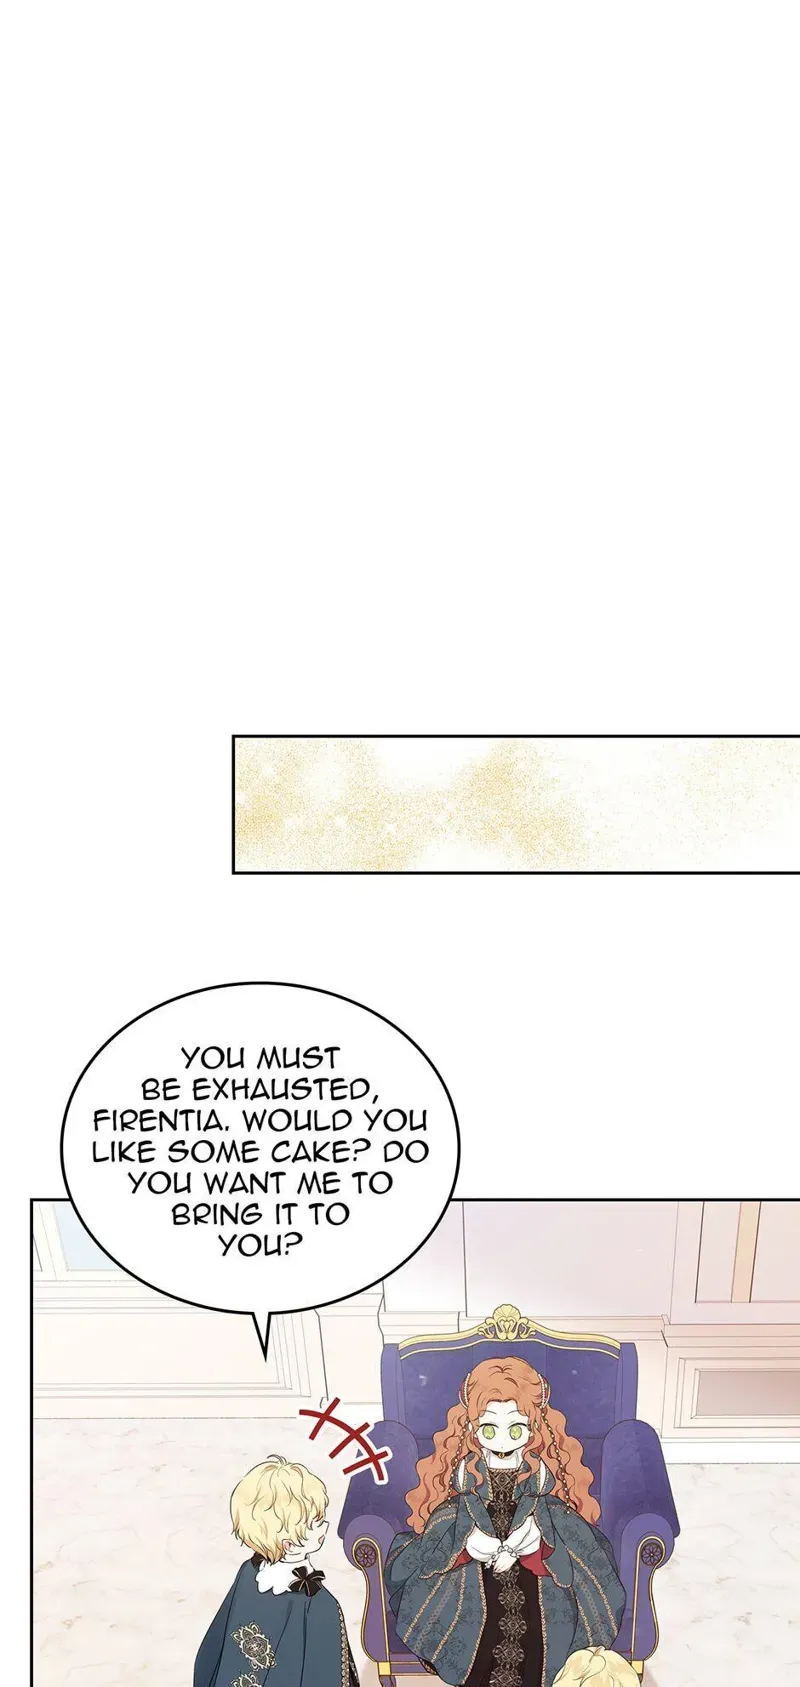 YOU MUST
BE EXHAUSTED,
FIRENTIA. WOULD YOU
LIKE SOME CAKE? DO
YOU WANT ME TO
BRING IT TO
YOU?